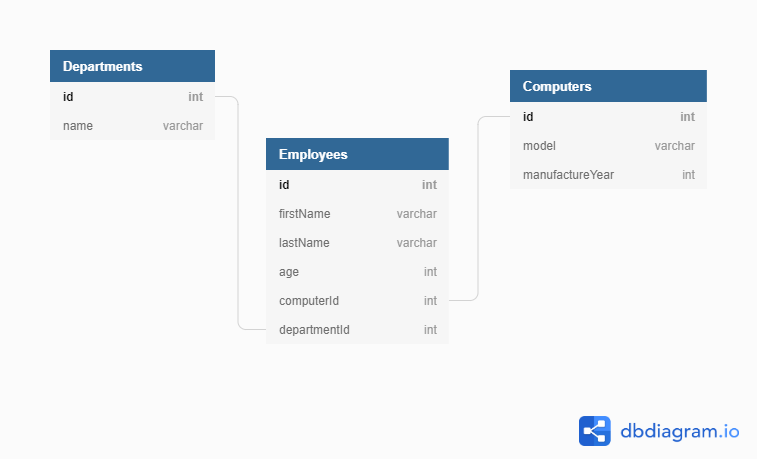 Departments
id int
name varchar
Employees
id int
firstName varchar
lastName varchar
age int
computerId int
departmentId int
Computers
id int
model varchar
manufactureYear int
dbdiagram.io